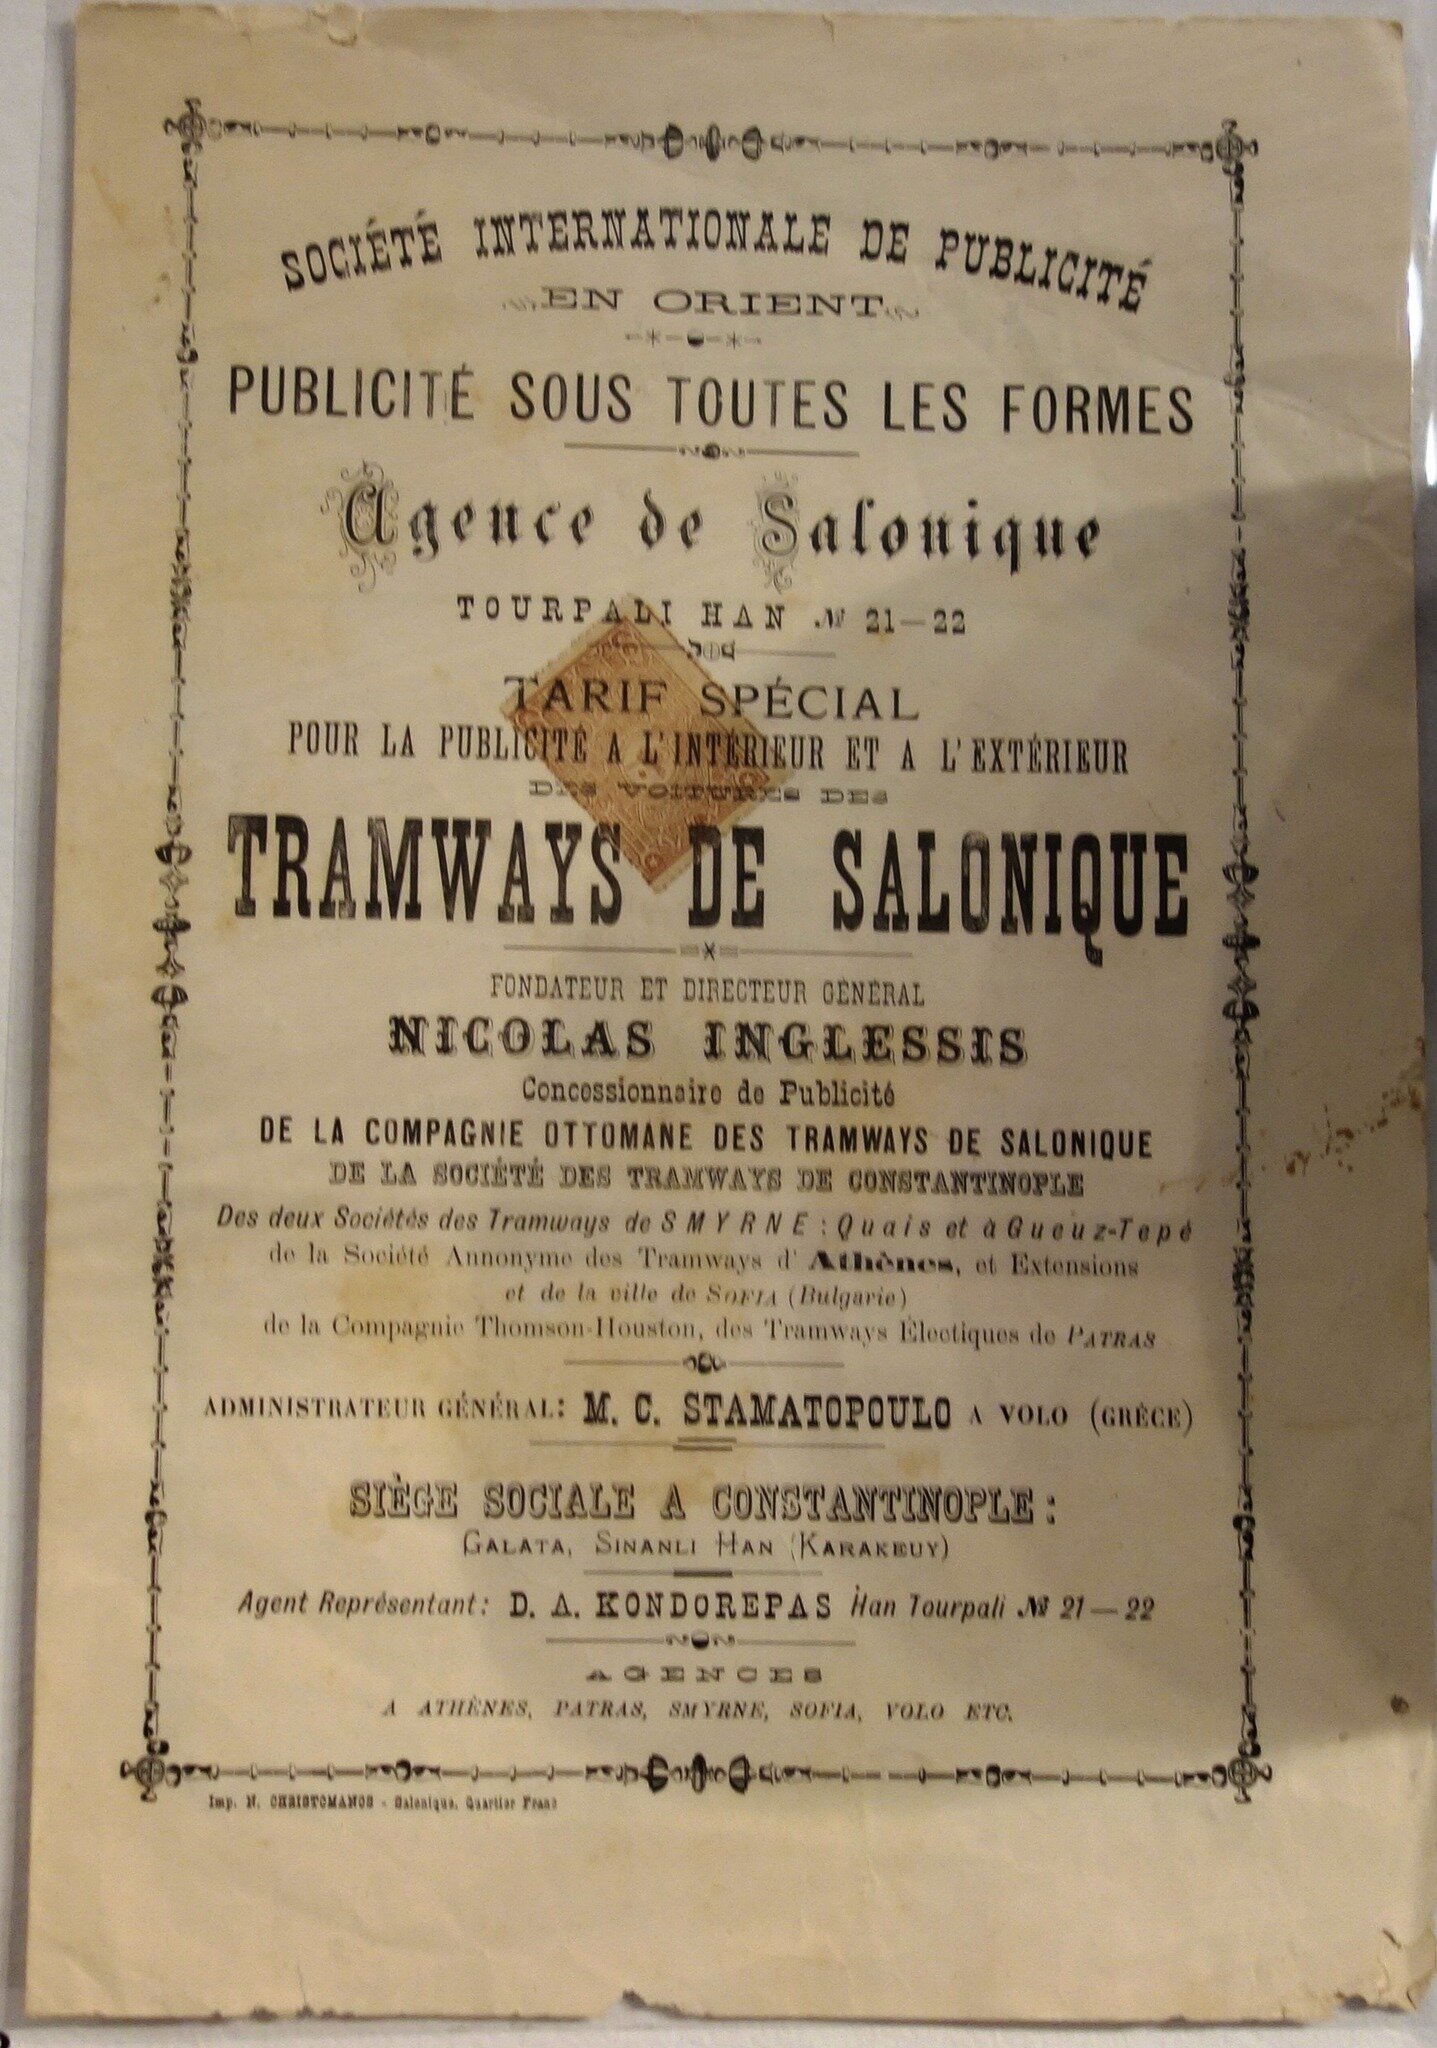 SOCIÉTÉ INTERNATIONALE DE PUBLICITÉ
EN ORIENT
PUBLICITÉ SOUS TOUTES LES FORMES
Agence de Salonique
TOURPALI HAN № 21—22
TARIF SPÉCIAL
POUR LA PUBLICITÉ A L'INTÉRIEUR ET A L'EXTÉRIEUR
DES VOITURES DES
TRAMWAYS DE SALONIQUE
FONDATEUR ET DIRECTEUR GÉNÉRAL
NICOLAS INGLESSIS
Concessionnaire de Publicité
DE LA COMPAGNIE OTTOMANE DES TRAMWAYS DE SALONIQUE
DE LA SOCIÉTÉ DES TRAMWAYS DE CONSTANTINOPLE
Des deux Sociétés des Tramways de SMYRNE : Quais et à Gueuz-Tepé
de la Société Annonyme des Tramways d'Athènes, et Extensions
et de la ville de SOFIA (Bulgarie)
de la Compagnie Thomson-Houston, des Tramways Électiques de PATRAS
ADMINISTRATEUR GÉNÉRAL: M. C. STAMATOPOULO A VOLO (GRÈCE)
SIÈGE SOCIALE A CONSTANTINOPLE :
GALATA, SINANLI HAN (KARAKEUY)
Agent Représentant: D. A. KONDOREPAS Han Tourpali № 21—22
AGENCES
A ATHÈNES, PATRAS, SMYRNE, SOFIA, VOLO ETC.
Imp. N. CHRISTOMANOS - Salonique, Quartier Franc